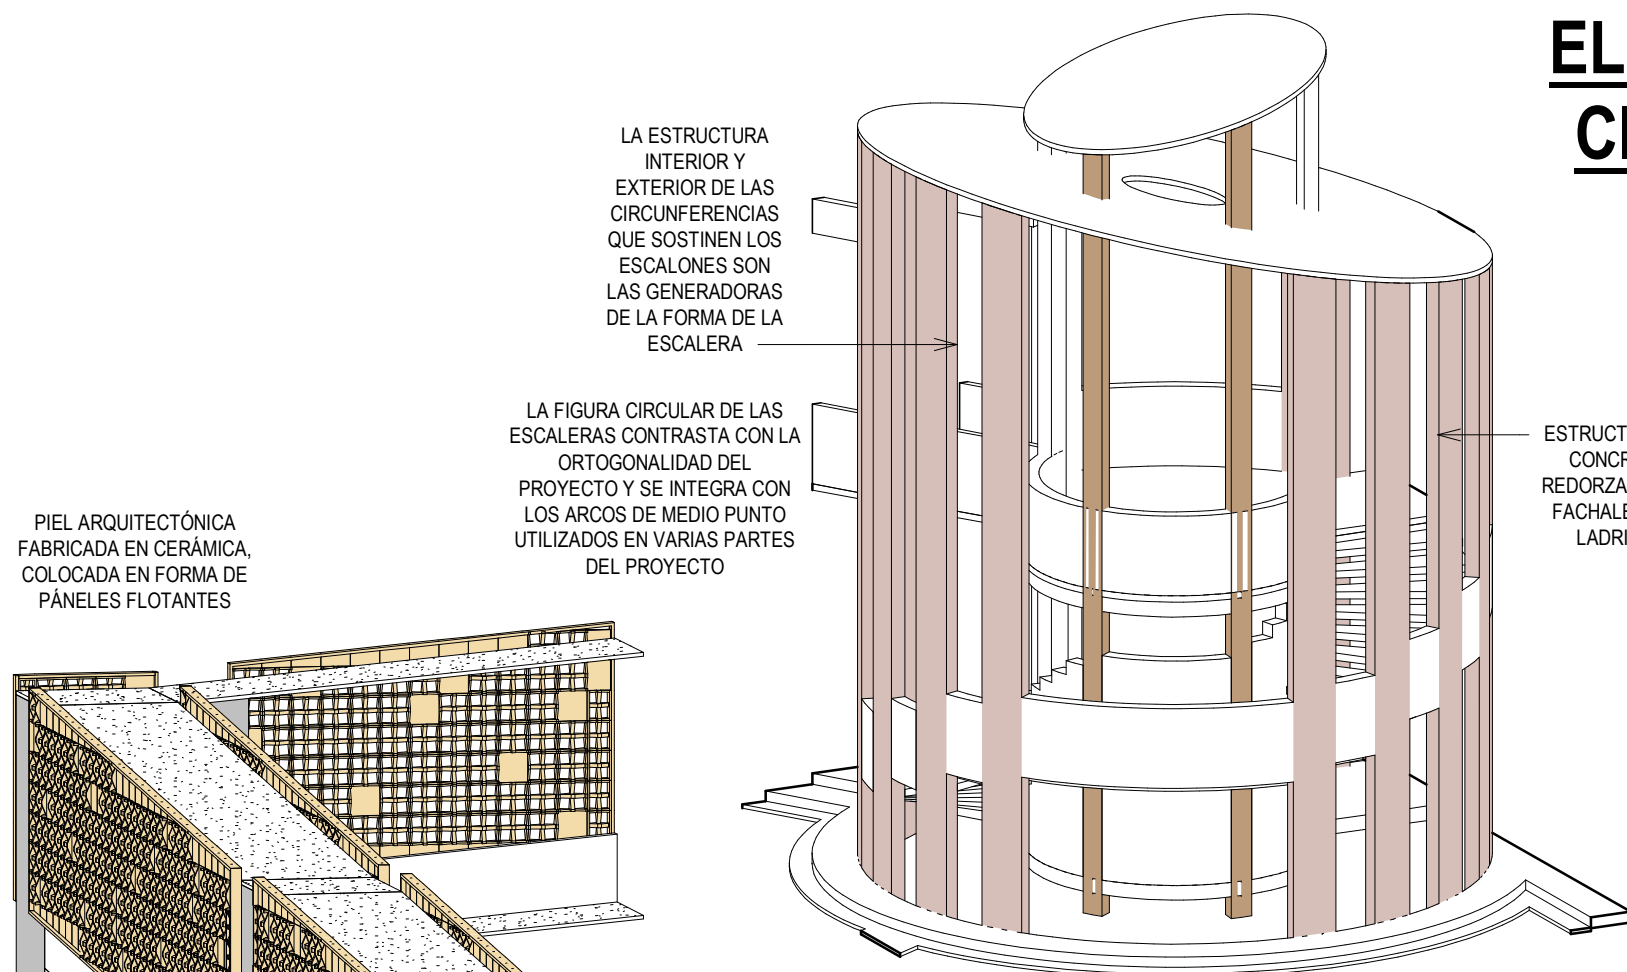 EL
CI
LA ESTRUCTURA
INTERIOR Y
EXTERIOR DE LAS
CIRCUNFERENCIAS
QUE SOSTINEN LOS
ESCALONES SON
LAS GENERADORAS
DE LA FORMA DE LA
ESCALERA
LA FIGURA CIRCULAR DE LAS
ESCALERAS CONTRASTA CON LA
ORTOGONALIDAD DEL
PROYECTO Y SE INTEGRA CON
LOS ARCOS DE MEDIO PUNTO
UTILIZADOS EN VARIAS PARTES
DEL PROYECTO
PIEL ARQUITECTÓNICA
FABRICADA EN CERÁMICA,
COLOCADA EN FORMA DE
PÁNELES FLOTANTES
ESTRUCT
CONCR
REDORZA
FACHALE
LADRI